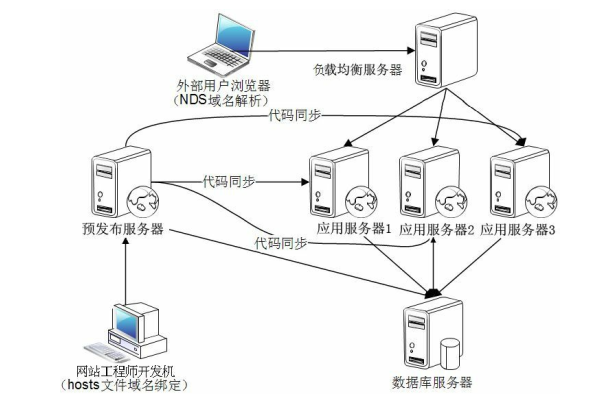 外部用户浏览器
（NDS域名解析）
负载均衡服务器
代码同步
代码同步
预发布服务器
应用服务器1
应用服务器2
应用服务器3
代码同步
网站工程师开发机
（hosts文件域名绑定）
数据库服务器